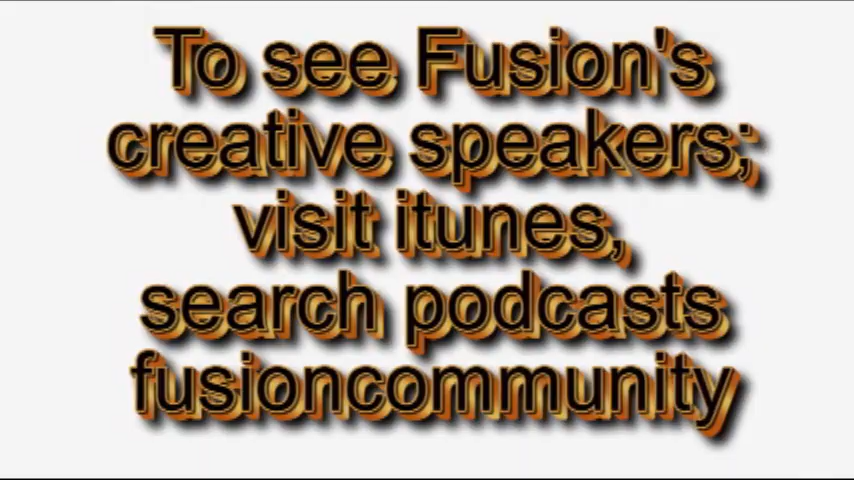 To see Fusion's
creative speakers;
visit itunes,
search podcasts
fusioncommunity